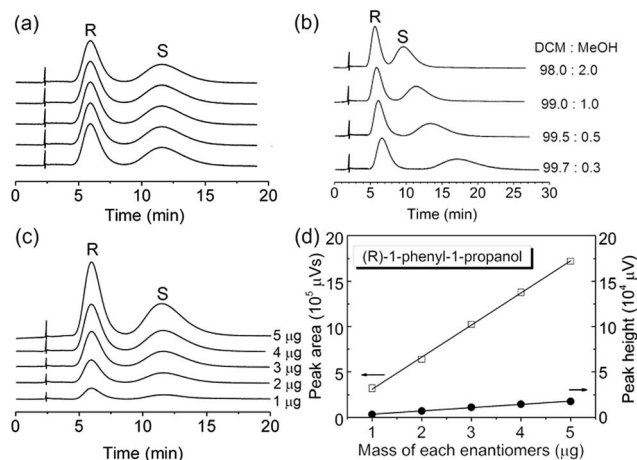 (a)
R
S
0 5 10 15 20
Time (min)
(b)
R
S
DCM : MeOH
98.0 : 2.0
99.0 : 1.0
99.5 : 0.5
99.7 : 0.3
0 5 10 15 20 26 30
Time (min)
(c)
R
S
5 μg
4 μg
3 μg
2 μg
1 μg
0 5 10 15 20
Time (min)
(d)
(R)-1-phenyl-1-propanol
Peak area (10⁵ μVs)
20
15
10
5
0
Peak height (10⁴ μV)
20
15
10
5
0
1 2 3 4 5
Mass of each enantiomers (μg)